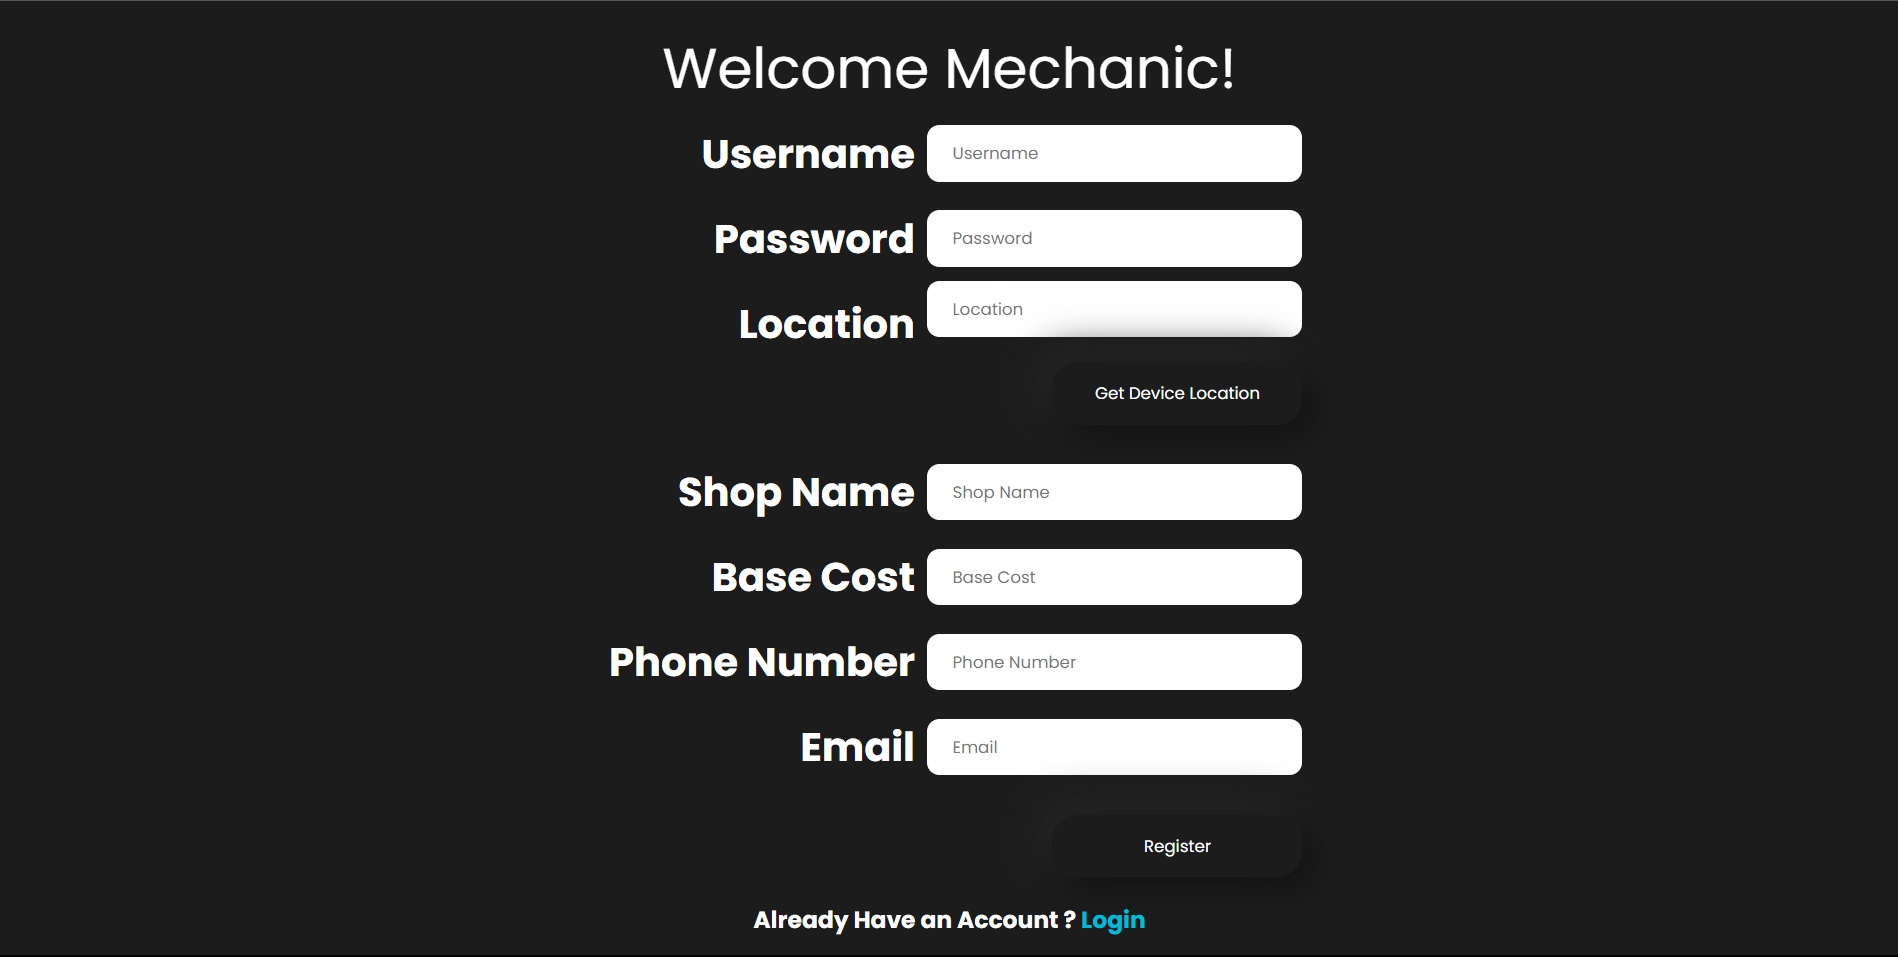 Welcome Mechanic!
Username Username
Password Password
Location Location
Get Device Location
Shop Name Shop Name
Base Cost Base Cost
Phone Number Phone Number
Email Email
Register
Already Have an Account ? Login